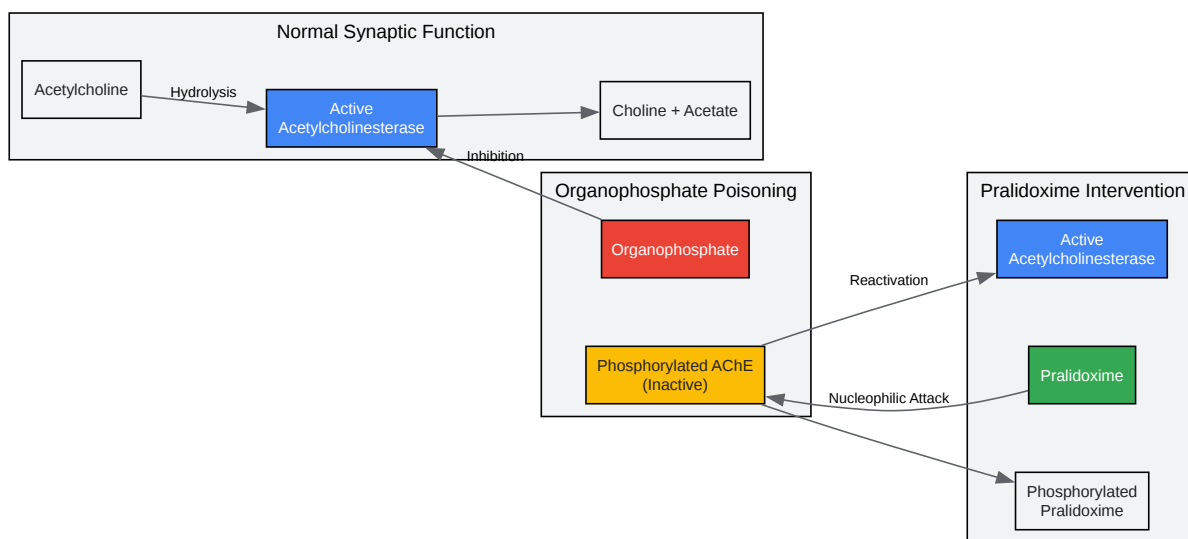 Normal Synaptic Function
Acetylcholine
Hydrolysis
Active
Acetylcholinesterase
Choline + Acetate
Inhibition
Organophosphate Poisoning
Organophosphate
Phosphorylated AChE
(Inactive)
Pralidoxime Intervention
Active
Acetylcholinesterase
Reactivation
Pralidoxime
Nucleophilic Attack
Phosphorylated
Pralidoxime